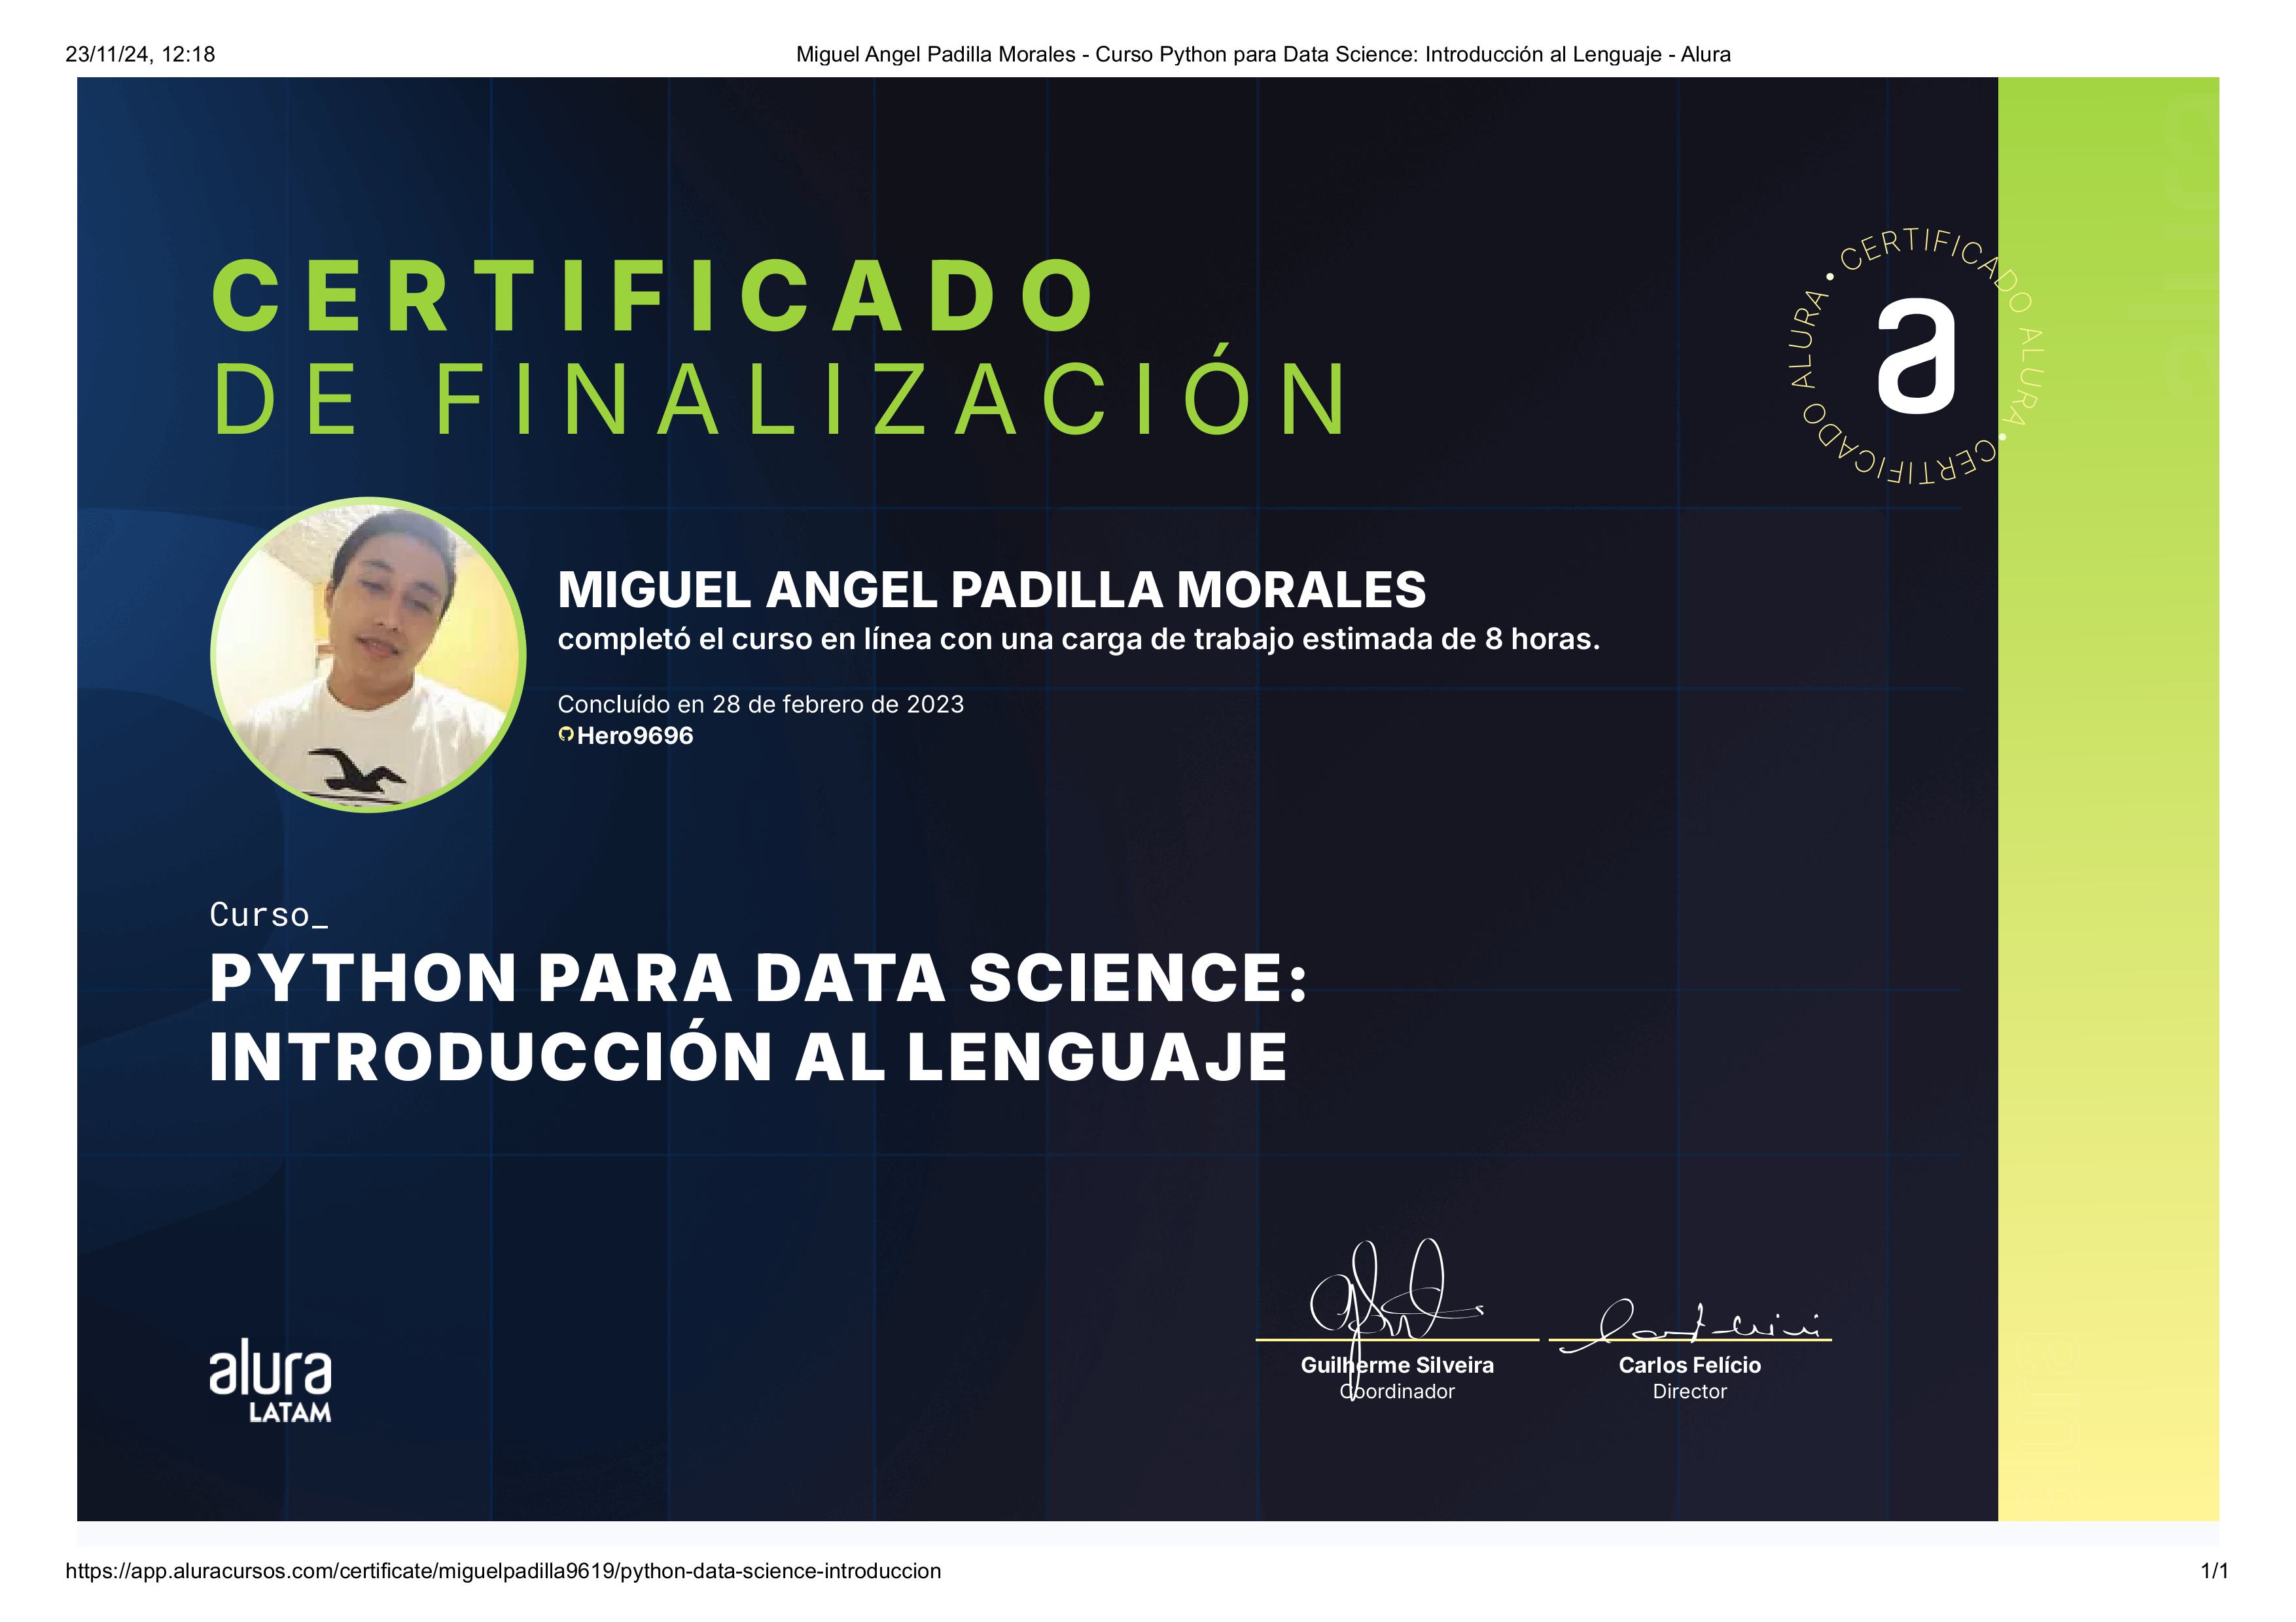 23/11/24, 12:18
Miguel Angel Padilla Morales - Curso Python para Data Science: Introducción al Lenguaje - Alura
CERTIFICADO
DE FINALIZACIÓN
• CERTIFICADO ALURA • CERTIFICADO ALURA
a
MIGUEL ANGEL PADILLA MORALES
completó el curso en línea con una carga de trabajo estimada de 8 horas.
Concluído en 28 de febrero de 2023
Hero9696
Curso_
PYTHON PARA DATA SCIENCE:
INTRODUCCIÓN AL LENGUAJE
Guilherme Silveira
Coordinador
Carlos Felício
Director
alura
LATAM
https://app.aluracursos.com/certificate/miguelpadilla9619/python-data-science-introduccion
1/1